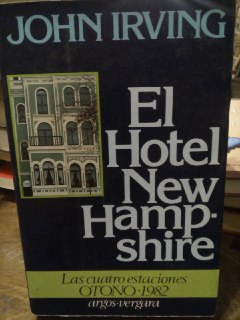 JOHN IRVING
El
Hotel
New
Hamp-
shire
Las cuatro estaciones
OTOÑO•1982
argos•vergara